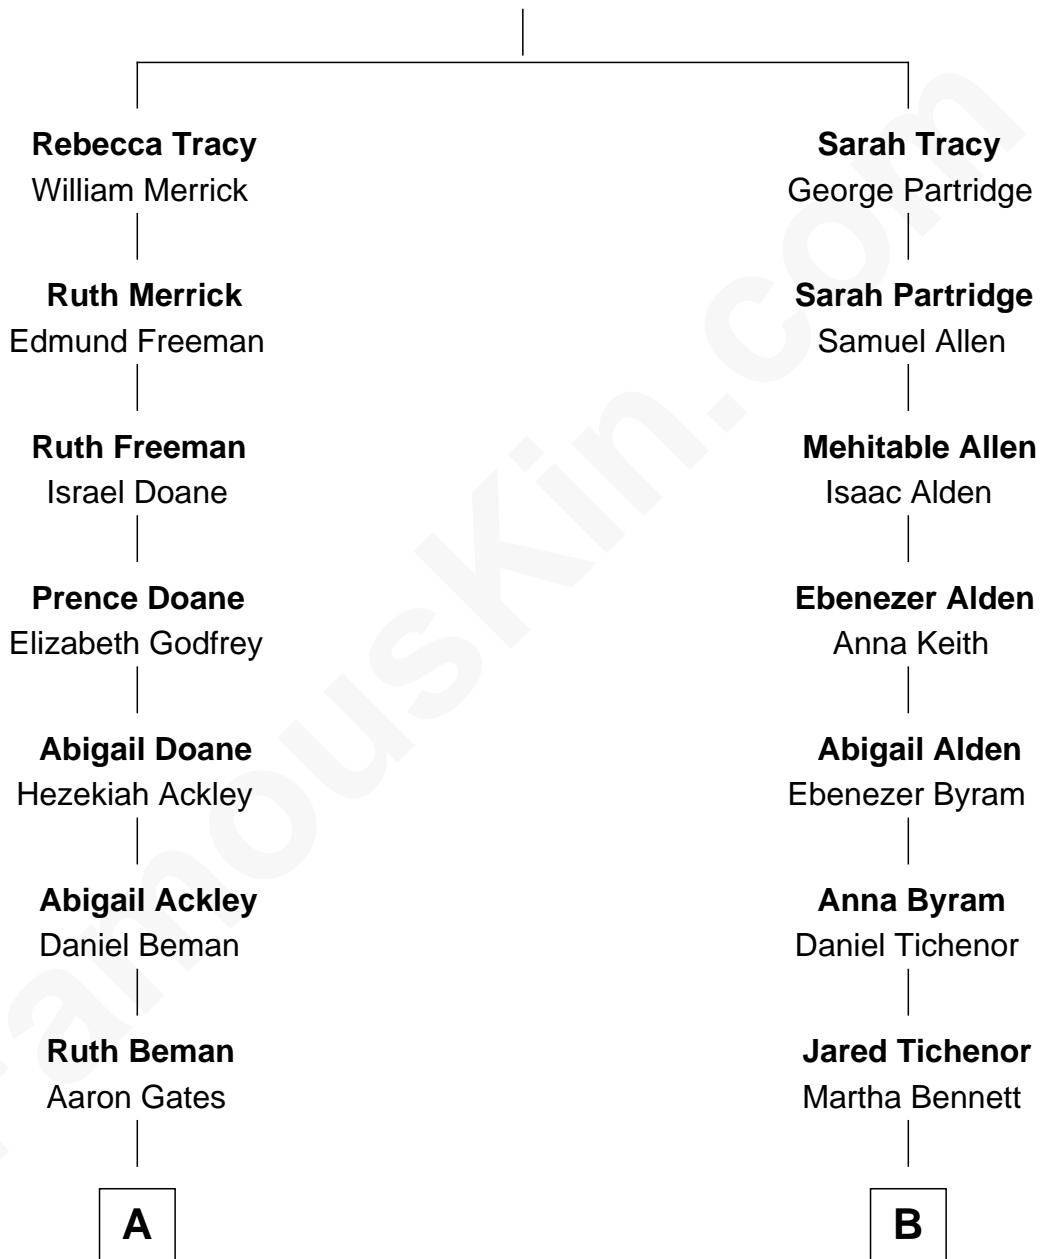 Rebecca Tracy
William Merrick
Ruth Merrick
Edmund Freeman
Ruth Freeman
Israel Doane
Prence Doane
Elizabeth Godfrey
Abigail Doane
Hezekiah Ackley
Abigail Ackley
Daniel Beman
Ruth Beman
Aaron Gates
A
Sarah Tracy
George Partridge
Sarah Partridge
Samuel Allen
Mehitable Allen
Isaac Alden
Ebenezer Alden
Anna Keith
Abigail Alden
Ebenezer Byram
Anna Byram
Daniel Tichenor
Jared Tichenor
Martha Bennett
B
FamousKin.com